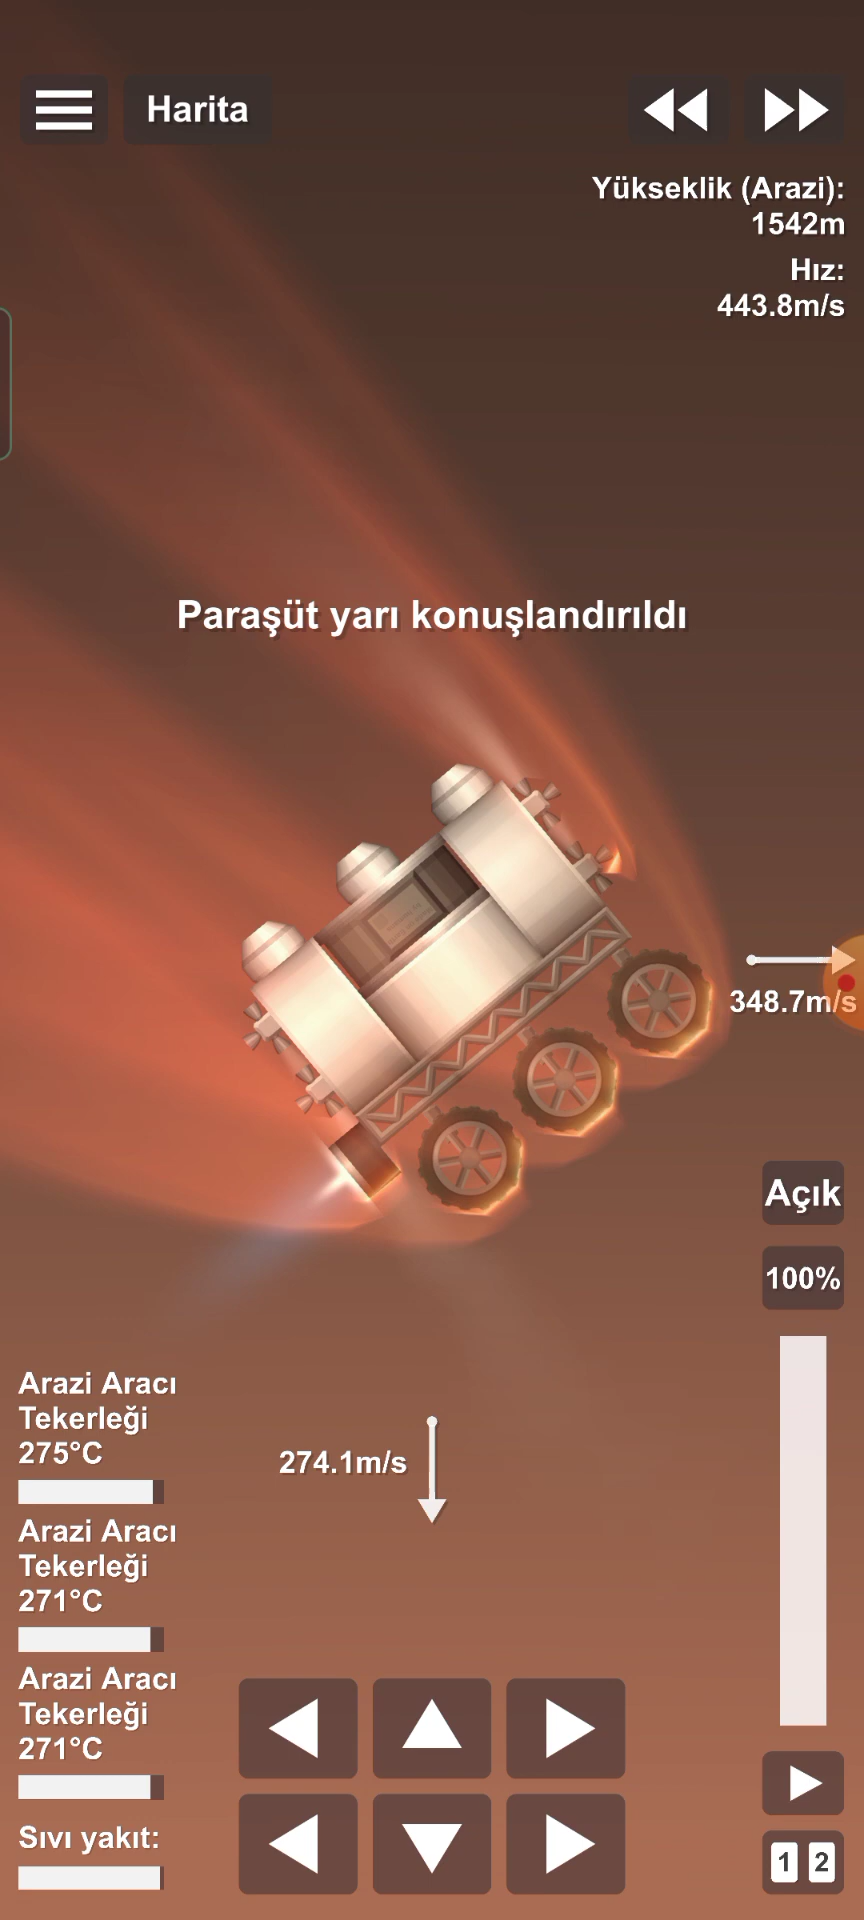 Harita
Yükseklik (Arazi):
1542m
Hız:
443.8m/s
Paraşüt yarı konuşlandırıldı
348.7m/s
Açık
100%
Arazi Aracı
Tekerleği
275°C
274.1m/s
Arazi Aracı
Tekerleği
271°C
Arazi Aracı
Tekerleği
271°C
Sıvı yakıt:
1 2